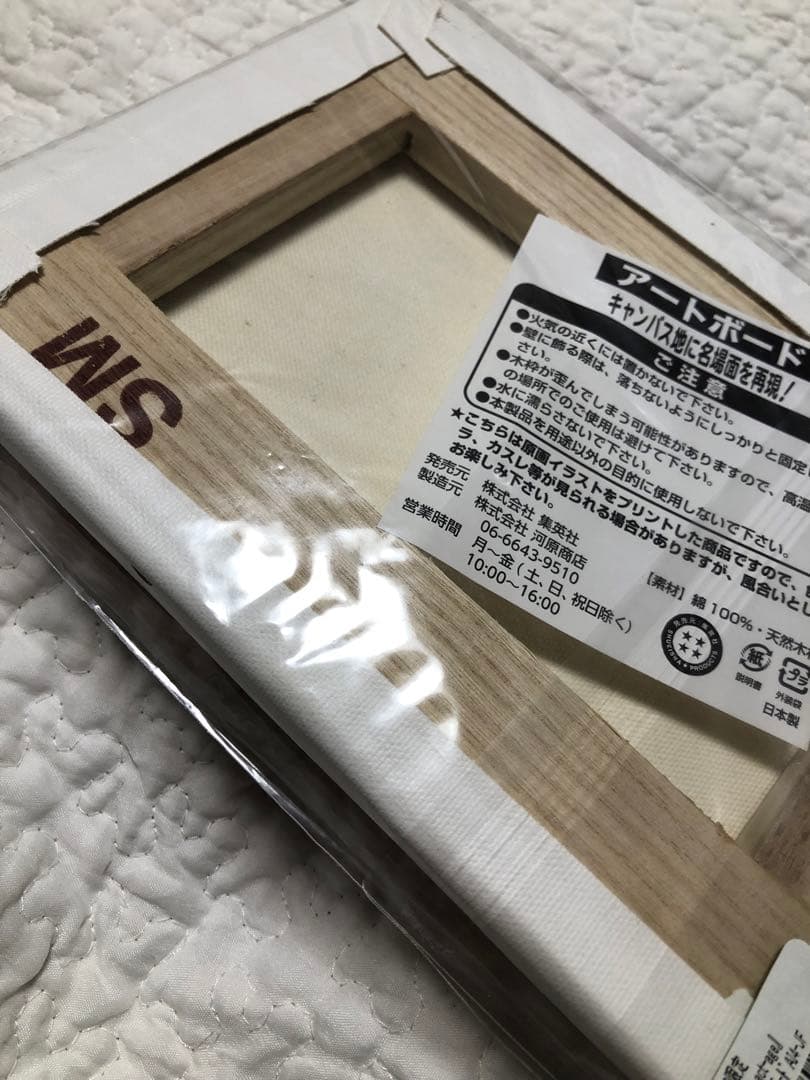 SM
アートボード
キャンバス地に名場面を再現！
ご注意
●火気の近くには置かないで下さい。
●壁に飾る際は、落ちないようにしっかりと固定
さい。
●木枠が歪んでしまう可能性がありますので、高温
の場所でのご使用は避けて下さい。
●水に濡らさないで下さい。
●本製品を用途以外の目的に使用しないで下さい。
★こちらは原画イラストをプリントした商品ですので、
ラ、カスレ等が見られる場合がありますが、風合いと
お楽しみ下さい。
発売元 株式会社 集英社
製造元 株式会社 河原商店
06-6643-9510
営業時間 月～金（土、日、祝日除く）
10:00～16:00
［素材］綿100%・天然木
発売元 集英社
SHUEISHA PRODUCTS
紙
説明書
プラ
外装袋
日本製